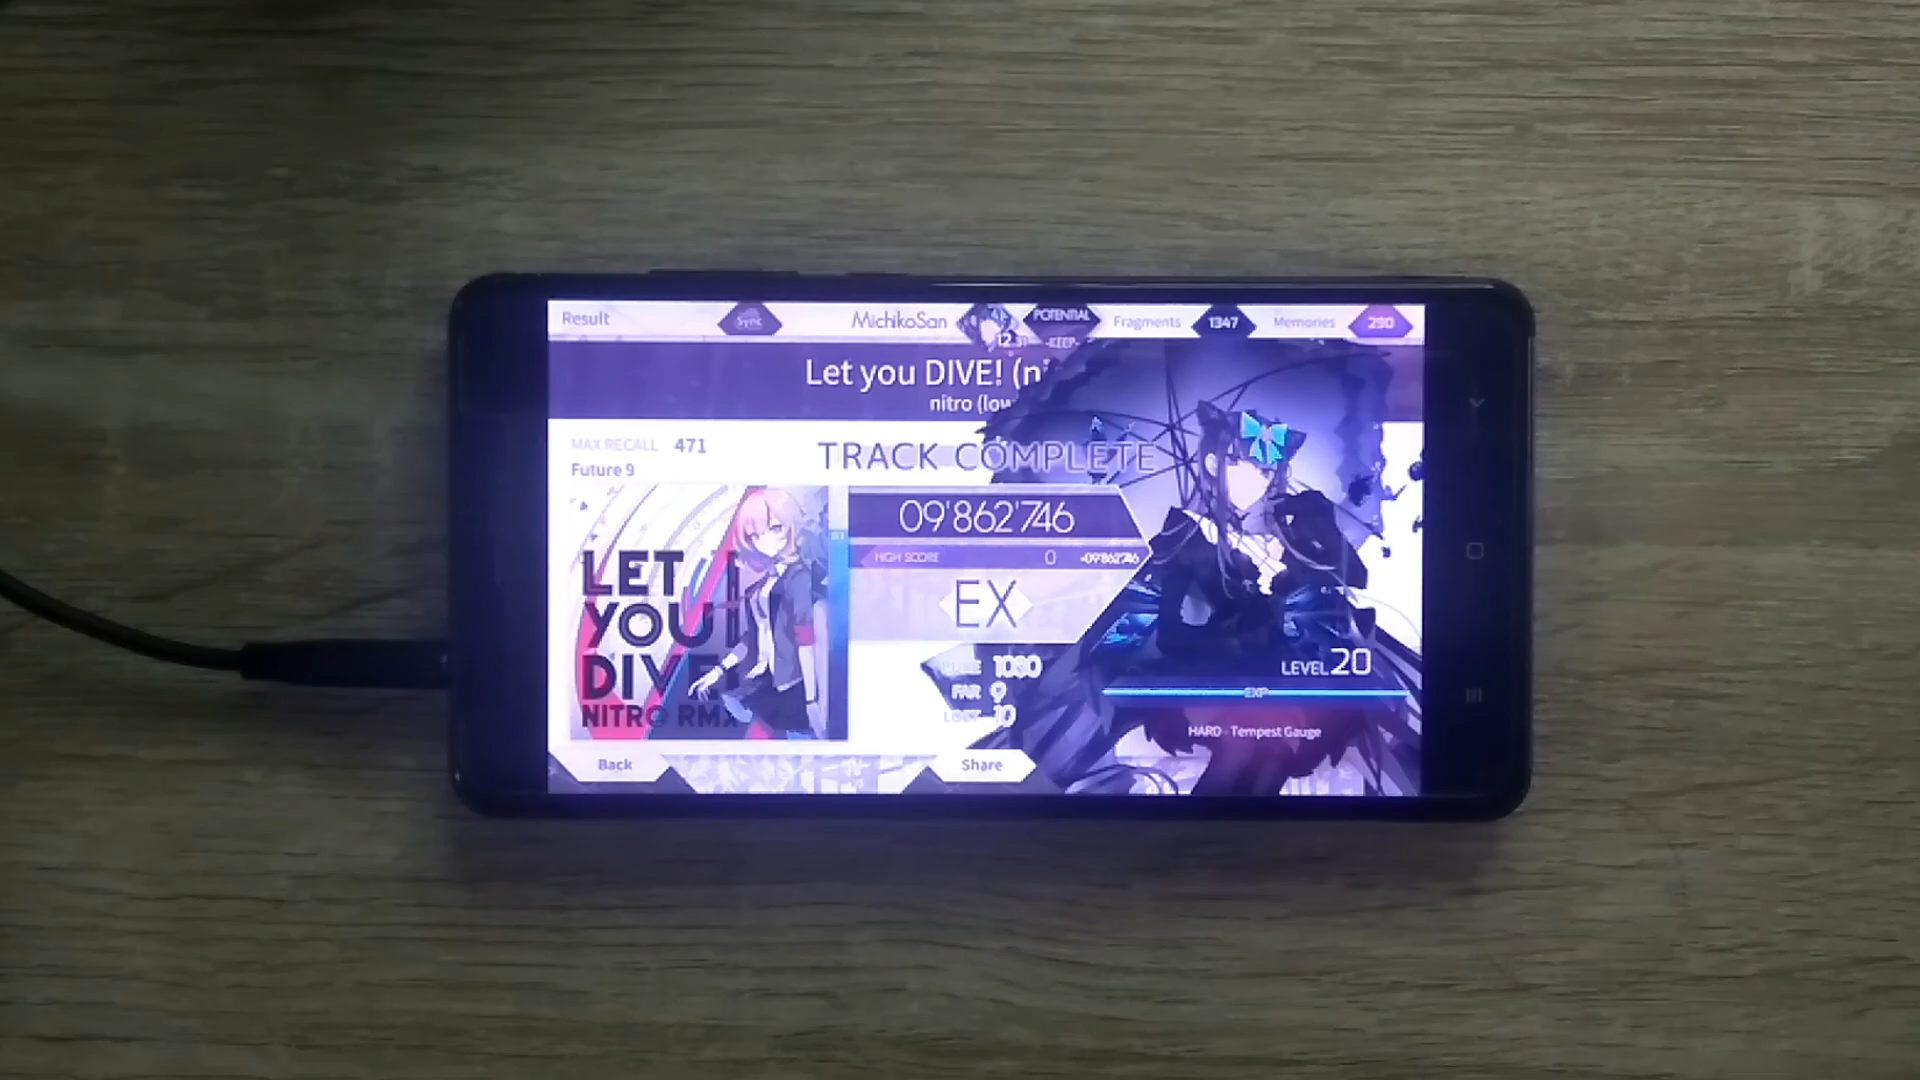 Result
Sync
MichikoSan
POTENTIAL
12.31
-KEEP-
Fragments 1347
Memories 290
Let you DIVE! (ni
nitro (low
MAX RECALL 471
Future 9
TRACK COMPLETE
09'862'746
HIGH SCORE 0 +09'862'746
EX
LET
YOU
DIVE!
NITRO RMX
FAR 9
LOST 10
LEVEL 20
EXP
HARD - Tempest Gauge
Back
Share